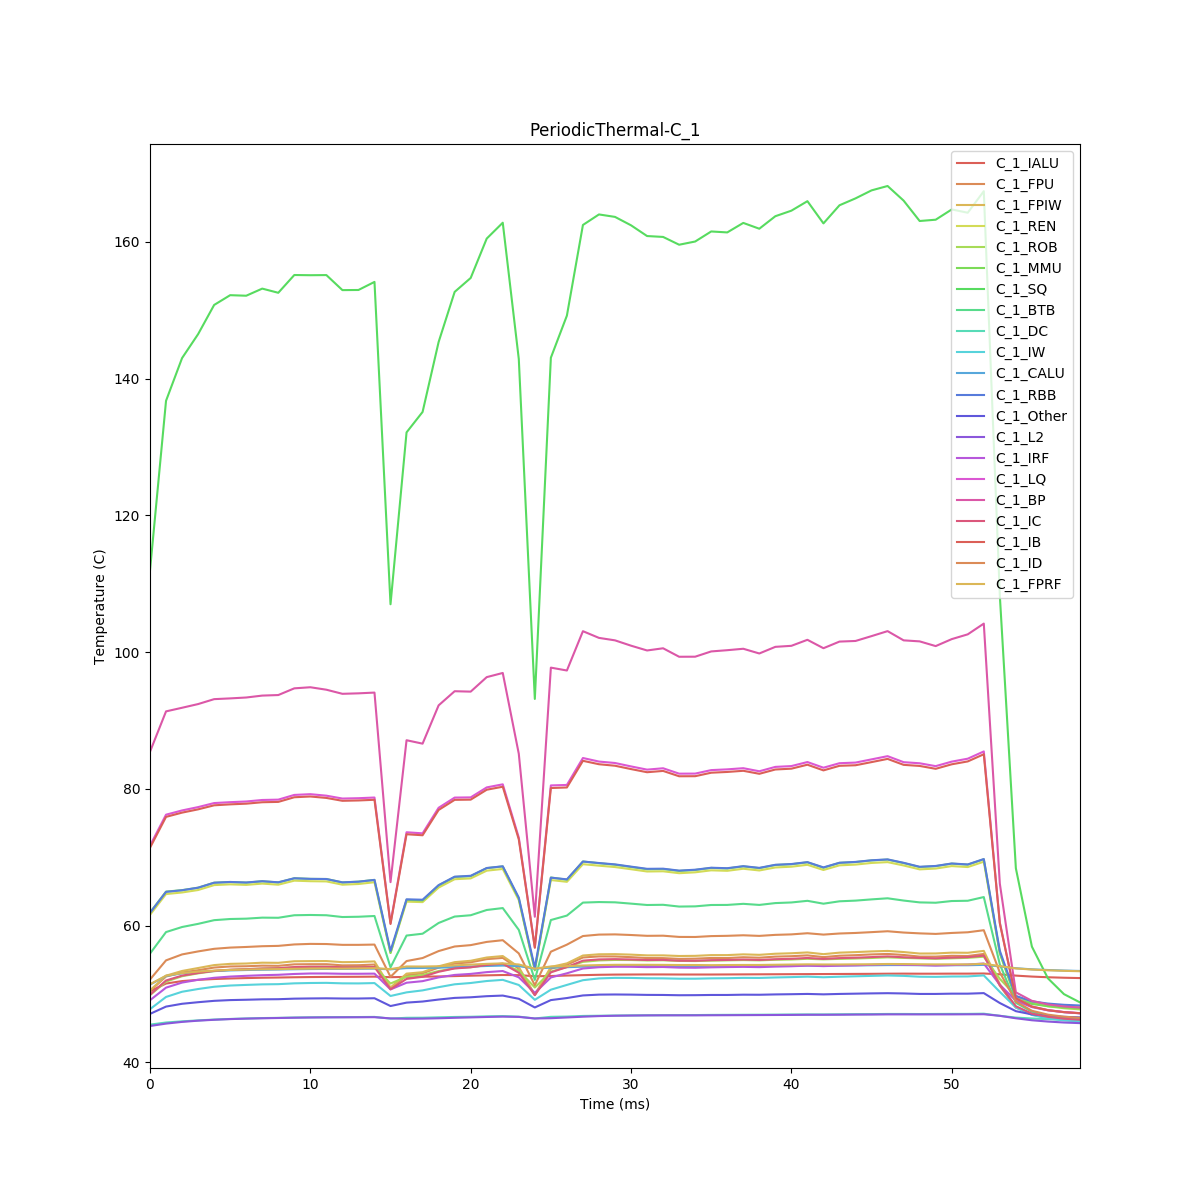 PeriodicThermal-C_1
C_1_IALU
C_1_FPU
C_1_FPIW
C_1_REN
C_1_ROB
C_1_MMU
C_1_SQ
C_1_BTB
C_1_DC
C_1_IW
C_1_CALU
C_1_RBB
C_1_Other
C_1_L2
C_1_IRF
C_1_LQ
C_1_BP
C_1_IC
C_1_IB
C_1_ID
C_1_FPRF
Temperature (C)
160
140
120
100
80
60
40
0 10 20 30 40 50
Time (ms)